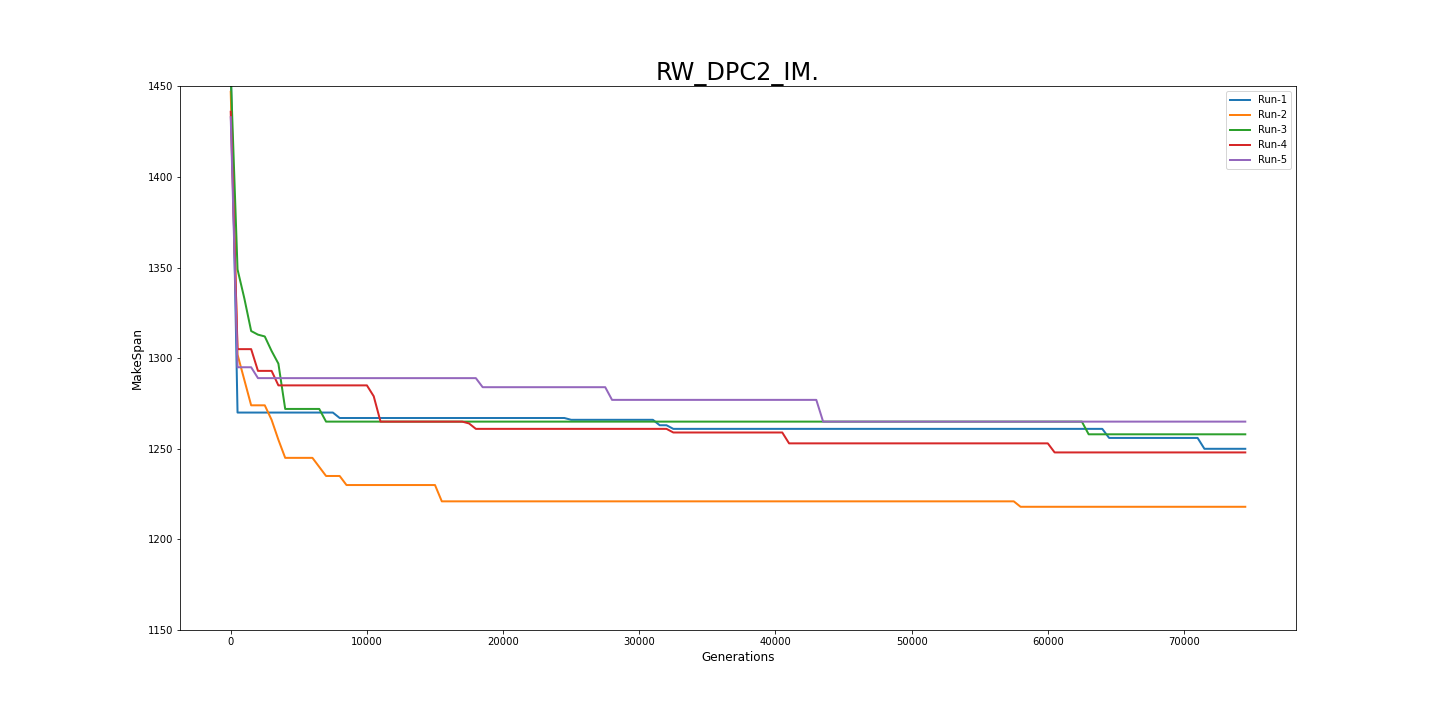 RW_DPC2_IM.
1450
1400
1350
1300
1250
1200
1150
MakeSpan
0 10000 20000 30000 40000 50000 60000 70000
Generations
Run-1
Run-2
Run-3
Run-4
Run-5